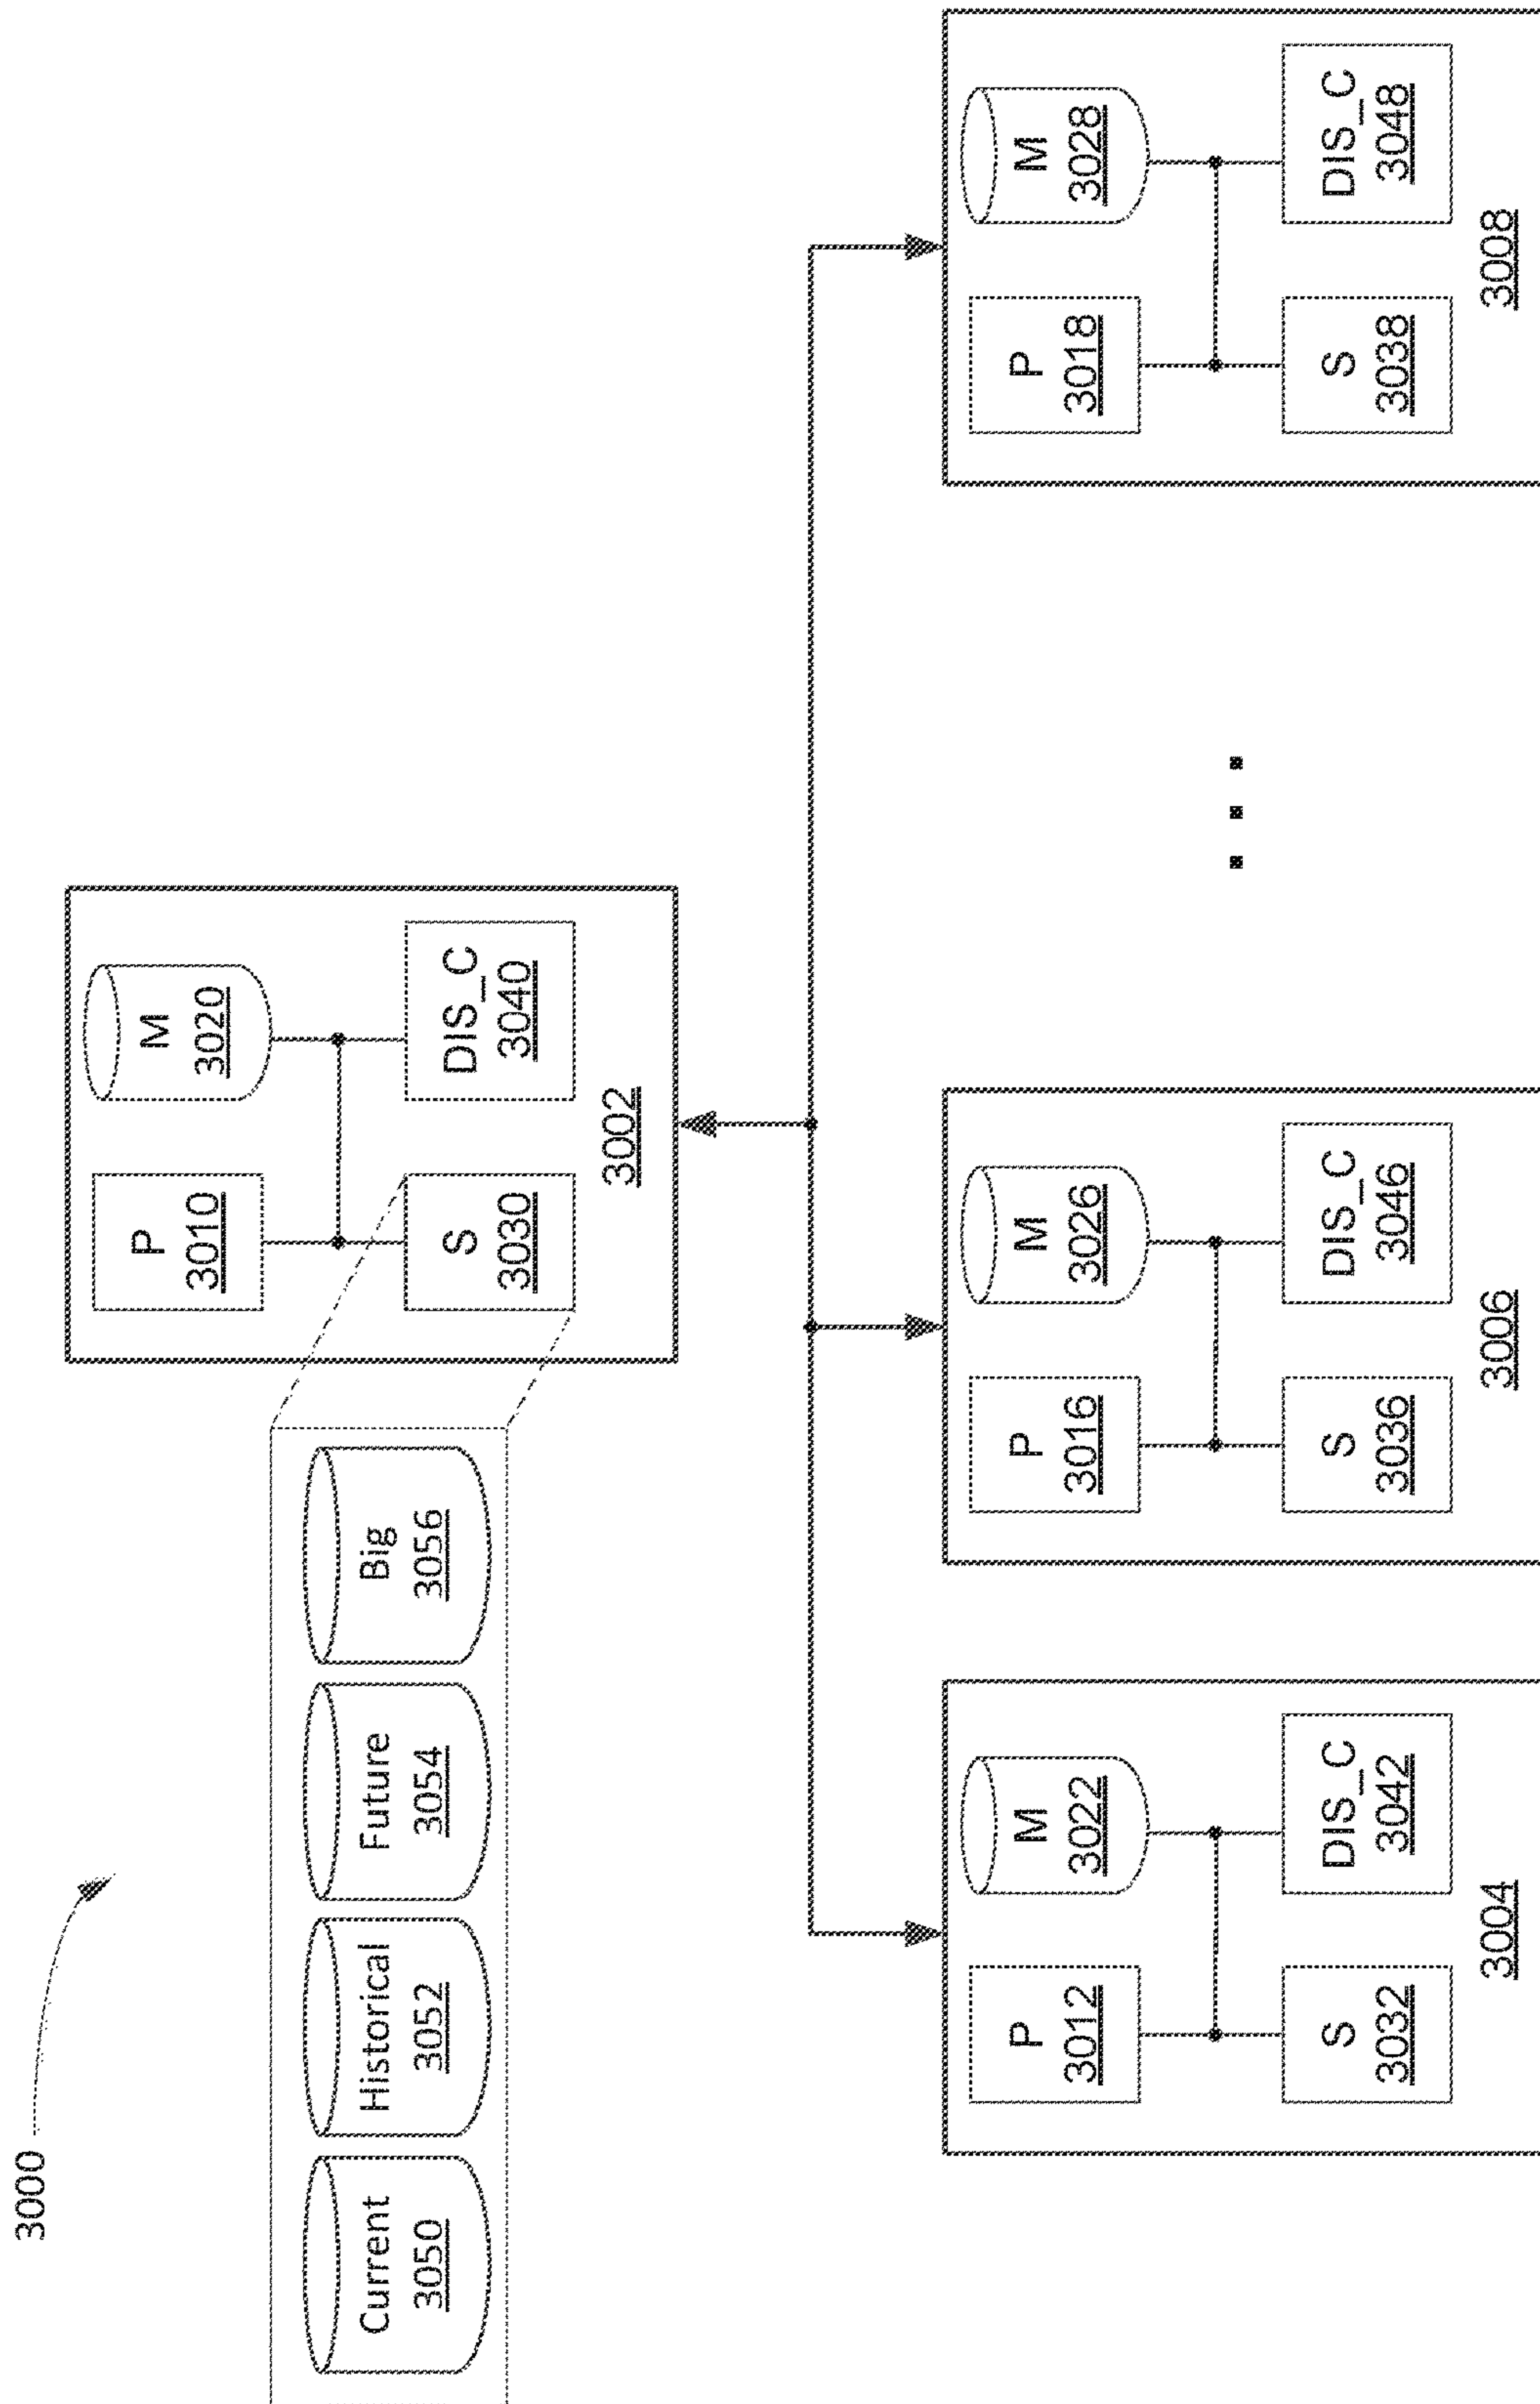 3000
Current
3050
Historical
3052
Future
3054
Big
3056
P
3010
M
3020
S
3030
DIS_C
3040
3002
P
3012
M
3022
S
3032
DIS_C
3042
3004
P
3016
M
3026
S
3036
DIS_C
3046
3006
P
3018
M
3028
S
3038
DIS_C
3048
3008